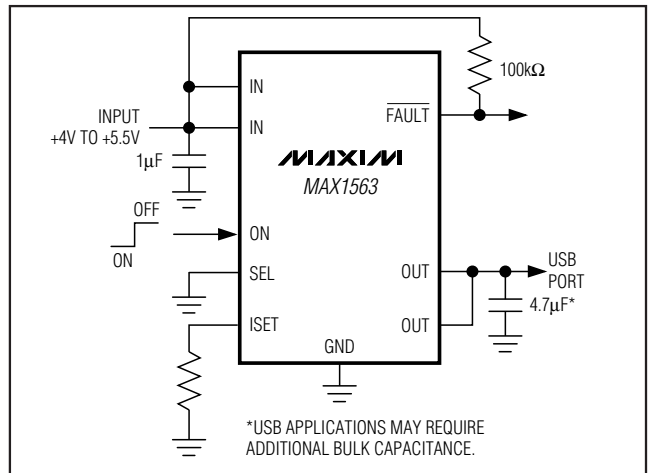 100kΩ
IN
FAULT
INPUT
+4V TO +5.5V
IN
1µF
MAXIM
MAX1563
OFF
ON
ON
SEL
OUT
USB
PORT
4.7µF*
ISET
OUT
GND
*USB APPLICATIONS MAY REQUIRE
ADDITIONAL BULK CAPACITANCE.